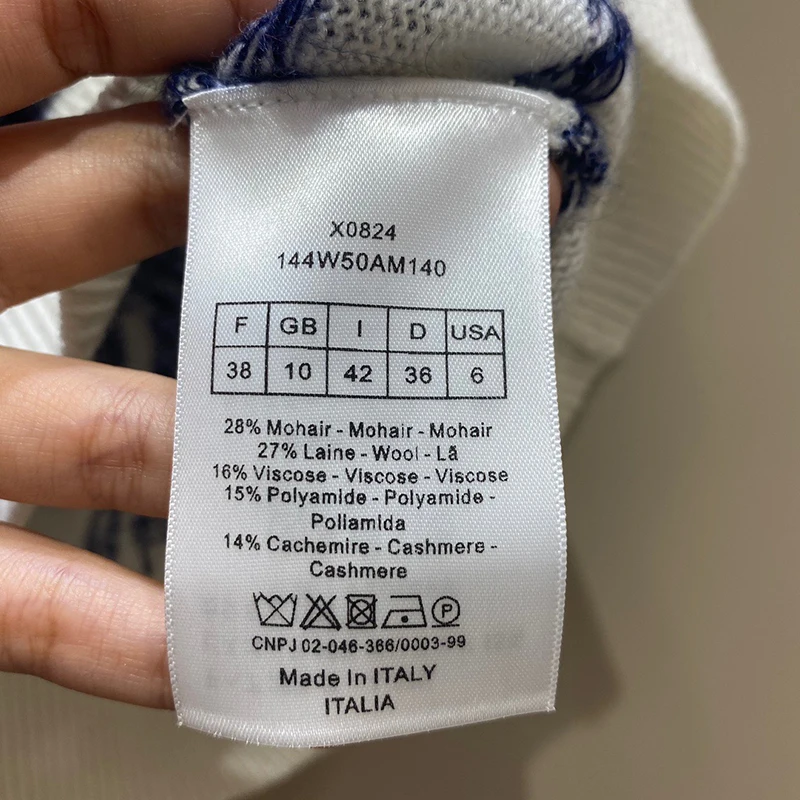 X0824
144W50AM140
F GB I D USA
38 10 42 36 6
28% Mohair - Mohair - Mohair
27% Laine - Wool - Lã
16% Viscose - Viscose - Viscose
15% Polyamide - Polyamide -
Poliamida
14% Cachemire - Cashmere -
Cashmere
P
CNPJ 02-046-366/0003-99
Made In ITALY
ITALIA